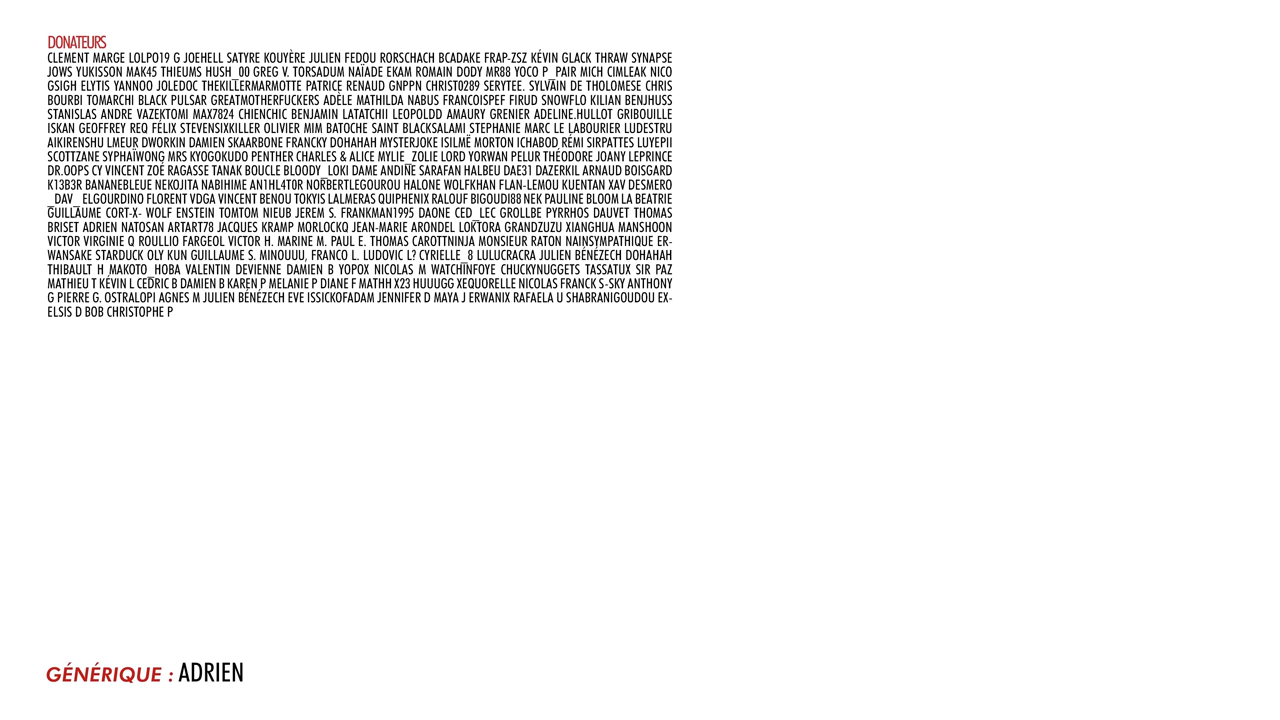 DONATEURS
CLEMENT MARGE LOLPO19 G JOEHELL SATYRE KOUYÈRE JULIEN FEDOU RORSCHACH BCADAKE FRAP-ZSZ KÉVIN GLACK THRAW SYNAPSE
JOWS YUKISSON MAK45 THIEUMS HUSH_00 GREG V. TORSADUM NAÏADE EKAM ROMAIN DODY MR88 YOCO P_PAIR MICH CIMLEAK NICO
GSIGH ELYTIS YANNOO JOLEDOC THEKILLERMARMOTTE PATRICE RENAUD GNPPN CHRIST0289 SERYTEE. SYLVAIN DE THOLOMESE CHRIS
BOURBI TOMARCHI BLACK PULSAR GREATMOTHERFUCKERS ADÈLE MATHILDA NABUS FRANCOISPEF FIRUD SNOWFLO KILIAN BENJHUSS
STANISLAS ANDRE VAZEKTOMI MAX7824 CHIENCHIC BENJAMIN LATATCHII LEOPOLDD AMAURY GRENIER ADELINE.HULLOT GRIBOUILLE
ISKAN GEOFFREY REQ FÉLIX STEVENSIXKILLER OLIVIER MIM BATOCHE SAINT BLACKSALAMI STEPHANIE MARC LE LABOURIER LUDESTRU
AIKIRENSHU LMEUR DWORKIN DAMIEN SKAARBONE FRANCKY DOHAHAH MYSTERJOKE ISILMË MORTON ICHABOD RÉMI SIRPATTES LUYEPII
SCOTTZANE SYPHAÏWONG MRS KYOGOKUDO PENTHER CHARLES & ALICE MYLIE_ZOLIE LORD YORWAN PELUR THÉODORE JOANY LEPRINCE
DR.OOPS CY VINCENT ZOÉ RAGASSE TANAK BOUCLE BLOODY_LOKI DAME ANDINE SARAFAN HALBEU DAE31 DAZERKIL ARNAUD BOISGARD
K13B3R BANANEBLEUE NEKOJITA NABIHIME AN1HL4T0R NORBERTLEGOUROU HALONE WOLFKHAN FLAN-LEMOU KUENTAN XAV DESMERO
_DAV_ ELGOURDINO FLORENT VDGA VINCENT BENOU TOKYIS LALMERAS QUIPHENIX RALOUF BIGOUDI88 NEK PAULINE BLOOM LA BEATRIE
GUILLAUME CORT-X- WOLF ENSTEIN TOMTOM NIEUB JEREM S. FRANKMAN1995 DAONE CED_LEC GROLLBE PYRRHOS DAUVET THOMAS
BRISET ADRIEN NATOSAN ARTART78 JACQUES KRAMP MORLOCKQ JEAN-MARIE ARONDEL LOKTORA GRANDZUZU XIANGHUA MANSHOON
VICTOR VIRGINIE Q ROULLIO FARGEOL VICTOR H. MARINE M. PAUL E. THOMAS CAROTTNINJA MONSIEUR RATON NAINSYMPATHIQUE ER-
WANSAKE STARDUCK OLY KUN GUILLAUME S. MINOUUU, FRANCO L. LUDOVIC L? CYRIELLE_8 LULUCRACRA JULIEN BÉNÉZECH DOHAHAH
THIBAULT H MAKOTO_HOBA VALENTIN DEVIENNE DAMIEN B YOPOX NICOLAS M WATCHINFOYE CHUCKYNUGGETS TASSATUX SIR PAZ
MATHIEU T KÉVIN L CEDRIC B DAMIEN B KAREN P MELANIE P DIANE F MATHH X23 HUUUGG XEQUORELLE NICOLAS FRANCK S-SKY ANTHONY
G PIERRE G. OSTRALOPI AGNES M JULIEN BÉNÉZECH EVE ISSICKOFADAM JENNIFER D MAYA J ERWANIX RAFAELA U SHABRANIGOUDOU EX-
ELSIS D BOB CHRISTOPHE P
GÉNÉRIQUE : ADRIEN